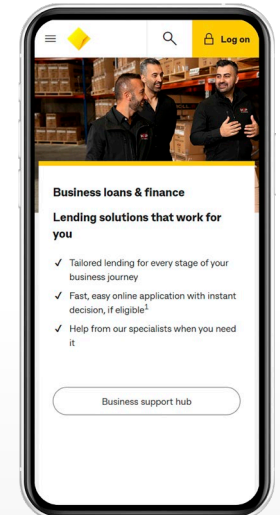 Log on
Business loans & finance
Lending solutions that work for
you
✓ Tailored lending for every stage of your
business journey
✓ Fast, easy online application with instant
decision, if eligible1
✓ Help from our specialists when you need
it
Business support hub